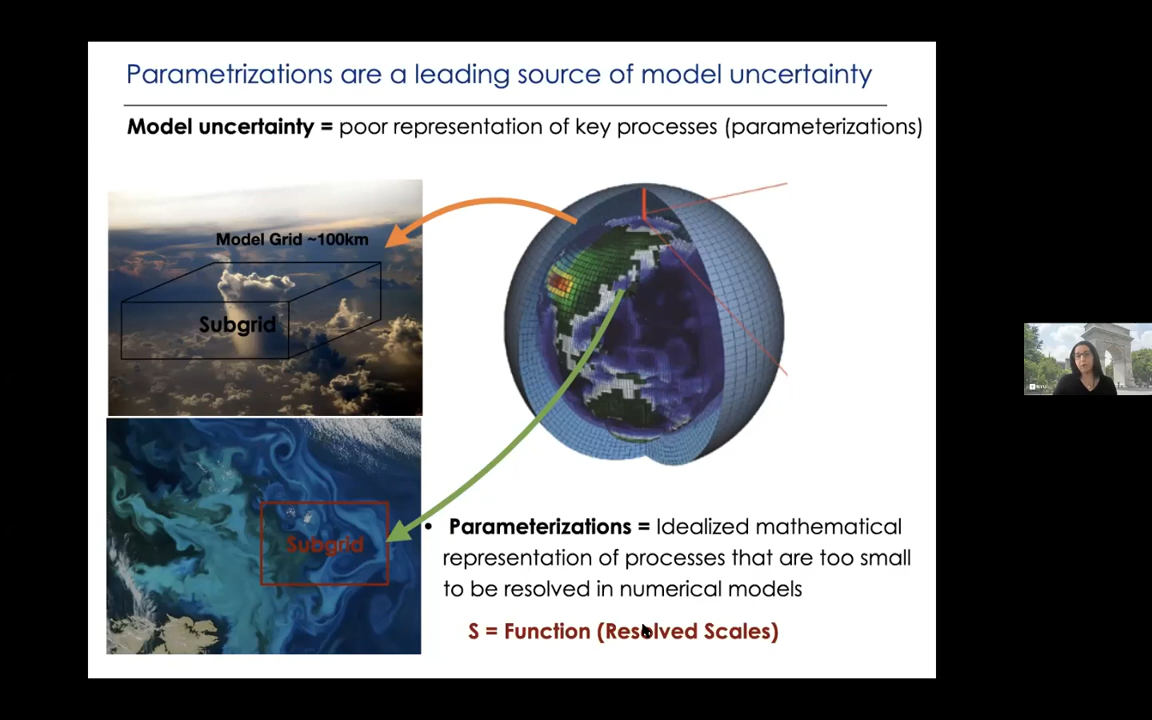 Parametrizations are a leading source of model uncertainty
Model uncertainty = poor representation of key processes (parameterizations)
Model Grid ~100km
Subgrid
Subgrid
• Parameterizations = Idealized mathematical
representation of processes that are too small
to be resolved in numerical models
S = Function (Resolved Scales)
NYU